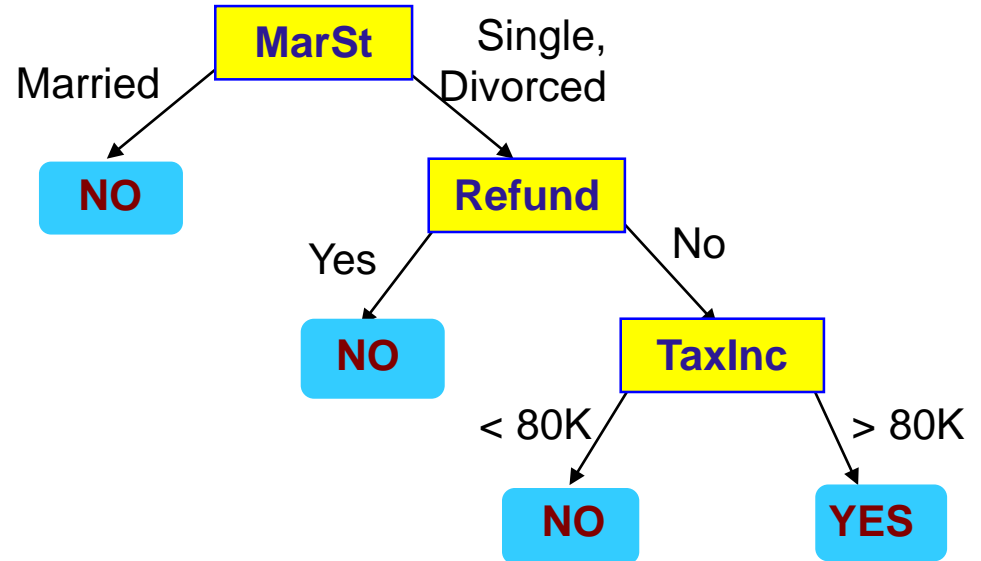 MarSt
Single,
Married
Divorced
NO
Refund
Yes
No
NO
TaxInc
< 80K
> 80K
NO
YES